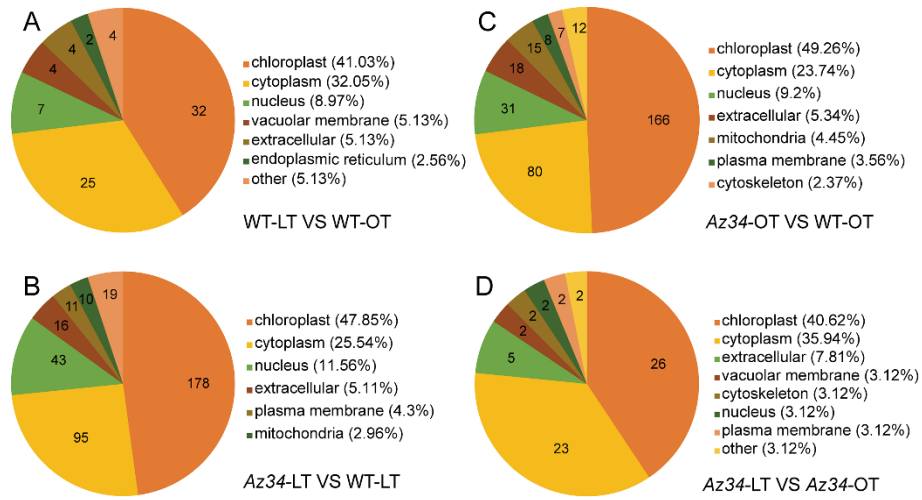 A
2
4
4
4
7
32
25
chloroplast (41.03%)
cytoplasm (32.05%)
nucleus (8.97%)
vacuolar membrane (5.13%)
extracellular (5.13%)
endoplasmic reticulum (2.56%)
other (5.13%)
WT-LT VS WT-OT
C
12
7
8
15
18
31
166
80
chloroplast (49.26%)
cytoplasm (23.74%)
nucleus (9.2%)
extracellular (5.34%)
mitochondria (4.45%)
plasma membrane (3.56%)
cytoskeleton (2.37%)
Az34-OT VS WT-OT
B
19
10
11
16
43
178
95
chloroplast (47.85%)
cytoplasm (25.54%)
nucleus (11.56%)
extracellular (5.11%)
plasma membrane (4.3%)
mitochondria (2.96%)
Az34-LT VS WT-LT
D
2
2
2
2
2
5
26
23
chloroplast (40.62%)
cytoplasm (35.94%)
extracellular (7.81%)
vacuolar membrane (3.12%)
cytoskeleton (3.12%)
nucleus (3.12%)
plasma membrane (3.12%)
other (3.12%)
Az34-LT VS Az34-OT